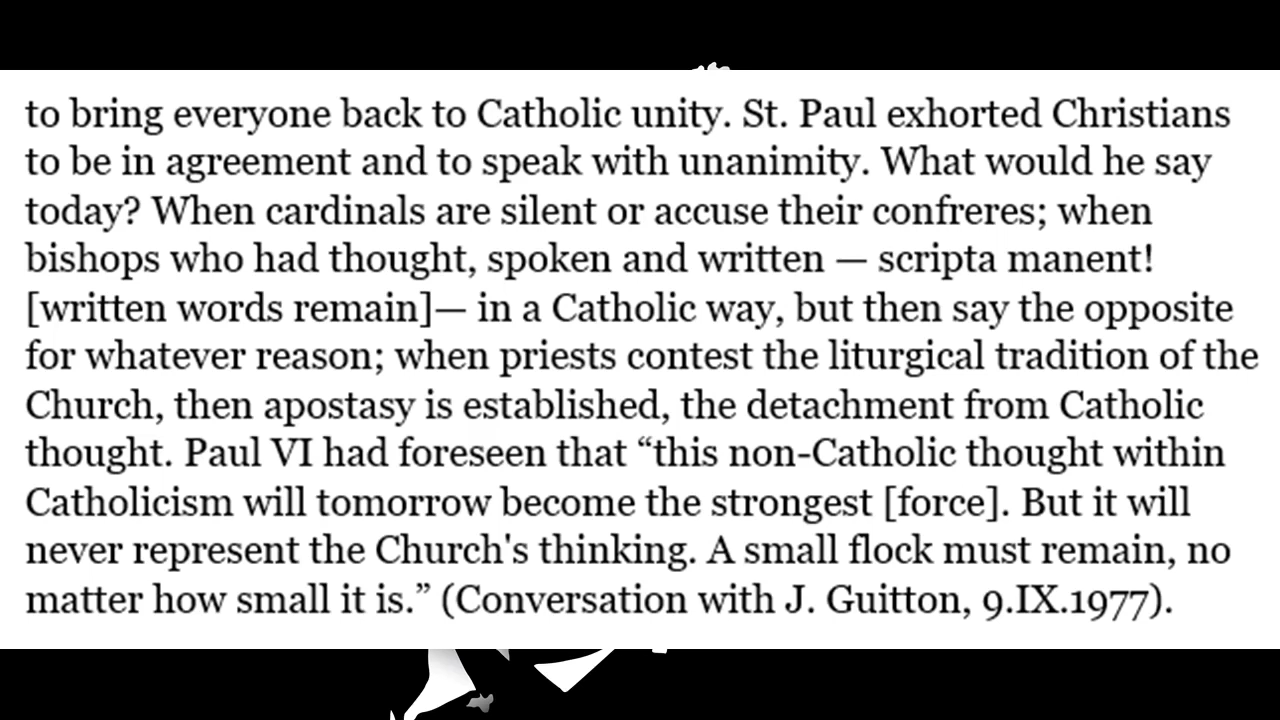 to bring everyone back to Catholic unity. St. Paul exhorted Christians
to be in agreement and to speak with unanimity. What would he say
today? When cardinals are silent or accuse their confreres; when
bishops who had thought, spoken and written — scripta manent!
[written words remain]— in a Catholic way, but then say the opposite
for whatever reason; when priests contest the liturgical tradition of the
Church, then apostasy is established, the detachment from Catholic
thought. Paul VI had foreseen that “this non-Catholic thought within
Catholicism will tomorrow become the strongest [force]. But it will
never represent the Church's thinking. A small flock must remain, no
matter how small it is.” (Conversation with J. Guitton, 9.IX.1977).